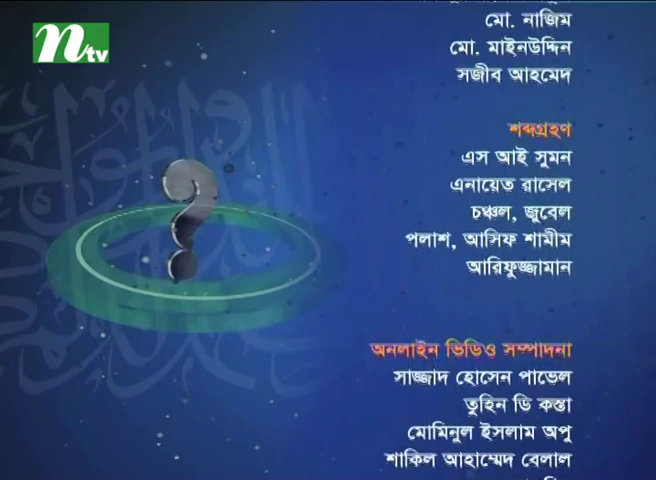 ntv
মো. নাজিম
মো. মাইনউদ্দিন
সজীব আহমেদ
শব্দগ্রহণ
এস আই সুমন
এনায়েত রাসেল
চঞ্চল, জুবেল
পলাশ, আসিফ শামীম
আরিফুজ্জামান
অনলাইন ভিডিও সম্পাদনা
সাজ্জাদ হোসেন পাভেল
তুহিন ডি কস্তা
মোমিনুল ইসলাম অপু
শাকিল আহাম্মেদ বেলাল